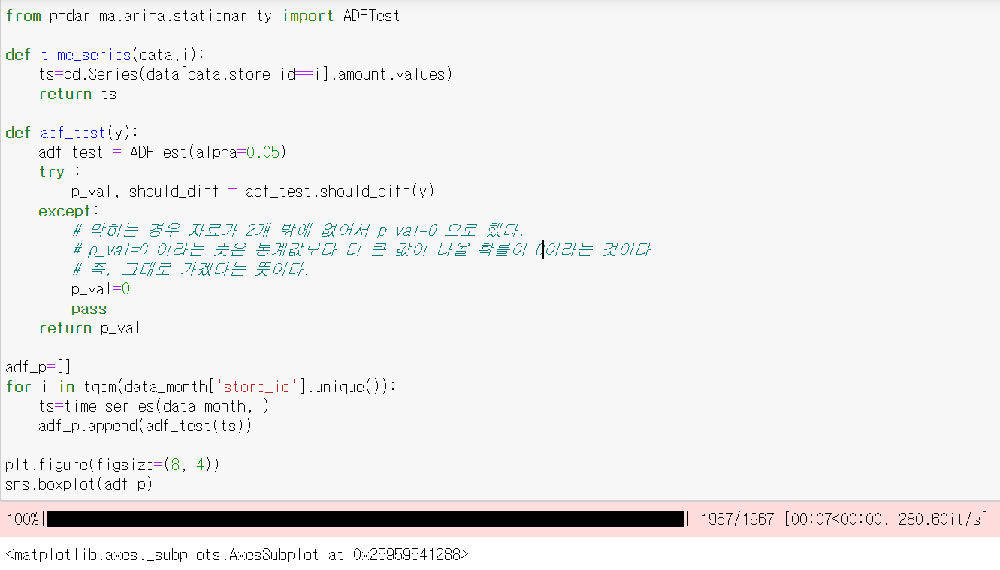 from pmdarima.arima.stationarity import ADFTest
def time_series(data,i):
ts=pd.Series(data[data.store_id==i].amount.values)
return ts
def adf_test(y):
adf_test = ADFTest(alpha=0.05)
try :
p_val, should_diff = adf_test.should_diff(y)
except:
# 막히는 경우 자료가 2개 밖에 없어서 p_val=0 으로 했다.
# p_val=0 이라는 뜻은 통계값보다 더 큰 값이 나올 확률이 0이라는 것이다.
# 즉, 그대로 가겠다는 뜻이다.
p_val=0
pass
return p_val
adf_p=[]
for i in tqdm(data_month['store_id'].unique()):
ts=time_series(data_month,i)
adf_p.append(adf_test(ts))
plt.figure(figsize=(8, 4))
sns.boxplot(adf_p)
100%|██████████| 1967/1967 [00:07<00:00, 280.60it/s]
<matplotlib.axes._subplots.AxesSubplot at 0x25959541288>